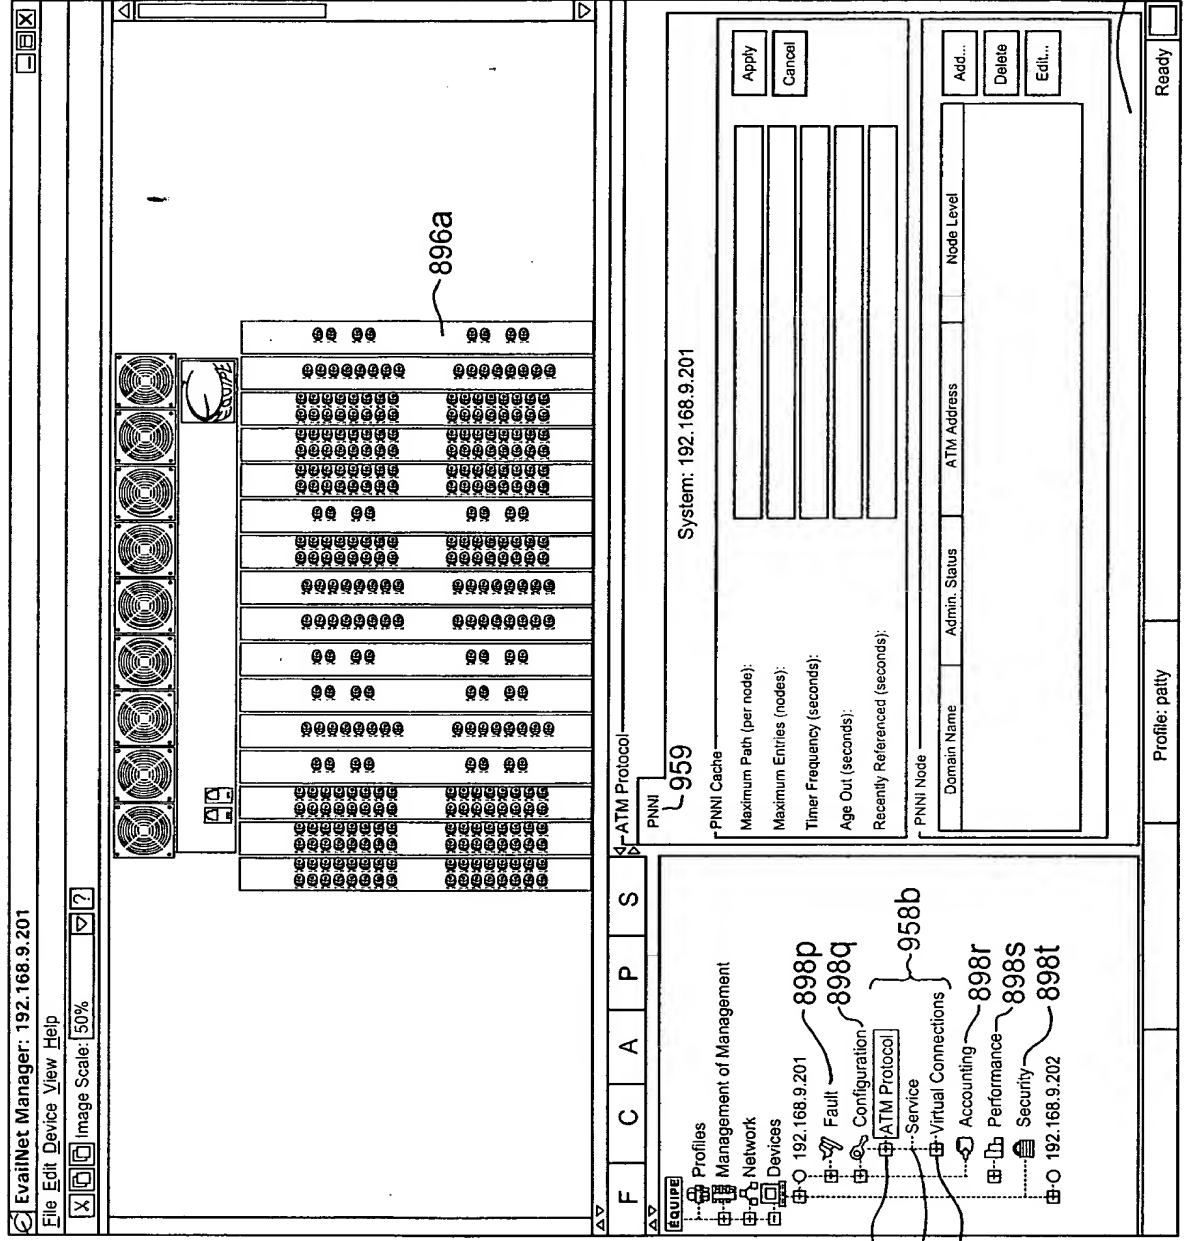 EvailNet Manager: 192.168.9.201
File Edit Device View Help
Image Scale: 50% ?
EQUIPE
896a
F C A P S
EQUIPE
Profiles
Management of Management
Network
Devices
192.168.9.201
Fault
898p
Configuration
898q
ATM Protocol
Service
Virtual Connections
958b
Accounting
898r
Performance
898s
Security
898t
192.168.9.202
ATM Protocol
PNNI
959
System: 192.168.9.201
PNNI Cache
Maximum Path (per node):
Maximum Entries (nodes):
Timer Frequency (seconds):
Age Out (seconds):
Recently Referenced (seconds):
Apply
Cancel
PNNI Node
Domain Name Admin. Status ATM Address Node Level
Add...
Delete
Edit...
Profile: patty
Ready